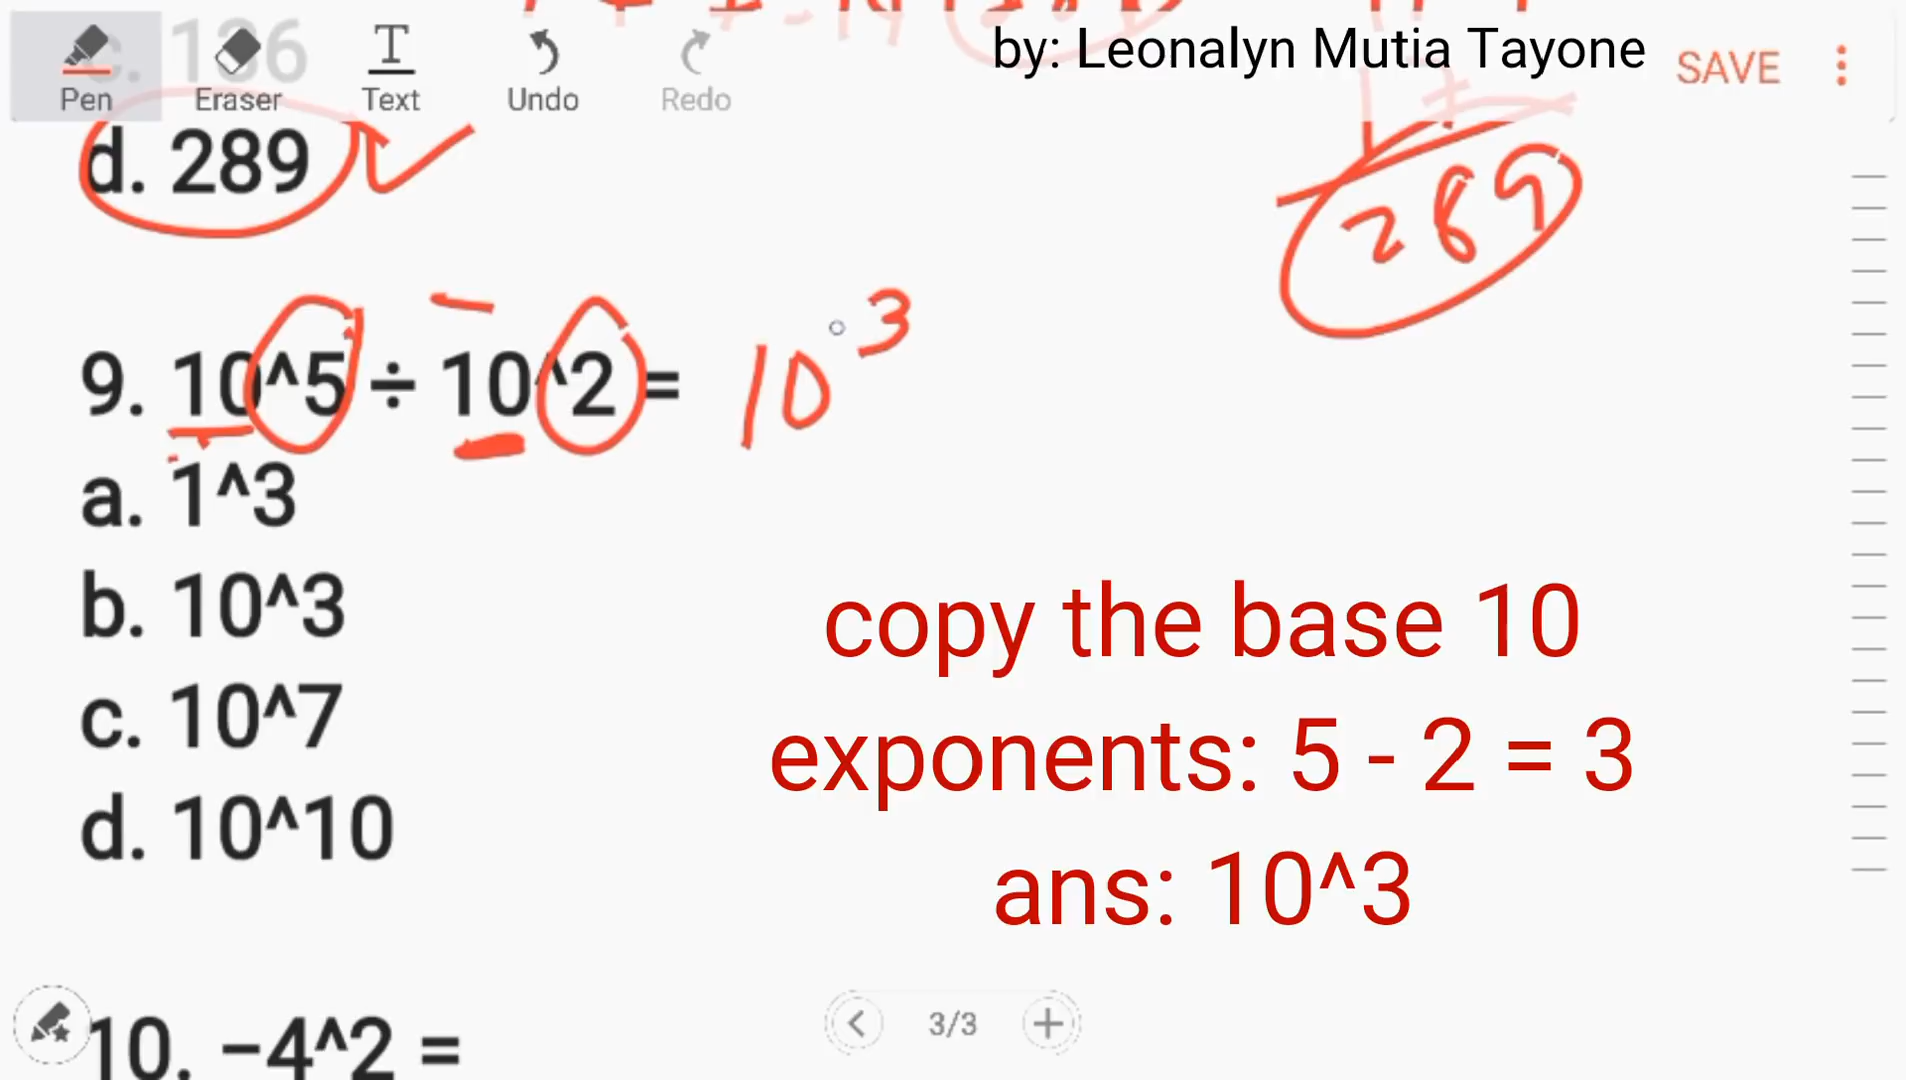 by: Leonalyn Mutia Tayone
SAVE
c. 136
Pen
Eraser
Text
Undo
Redo
d. 289
289
9. 10^5 ÷ 10^2 = 10 3
a. 1^3
b. 10^3
c. 10^7
d. 10^10
copy the base 10
exponents: 5 - 2 = 3
ans: 10^3
3/3
10. −4^2 =